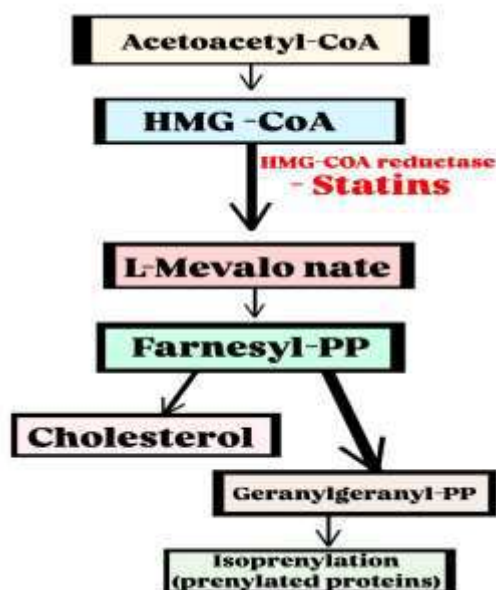 Acetoacetyl-CoA
HMG -CoA
HMG-COA reductase
- Statins
L-Mevalo nate
Farnesyl-PP
Cholesterol
Geranylgeranyl-PP
Isoprenylation
(prenylated proteins)